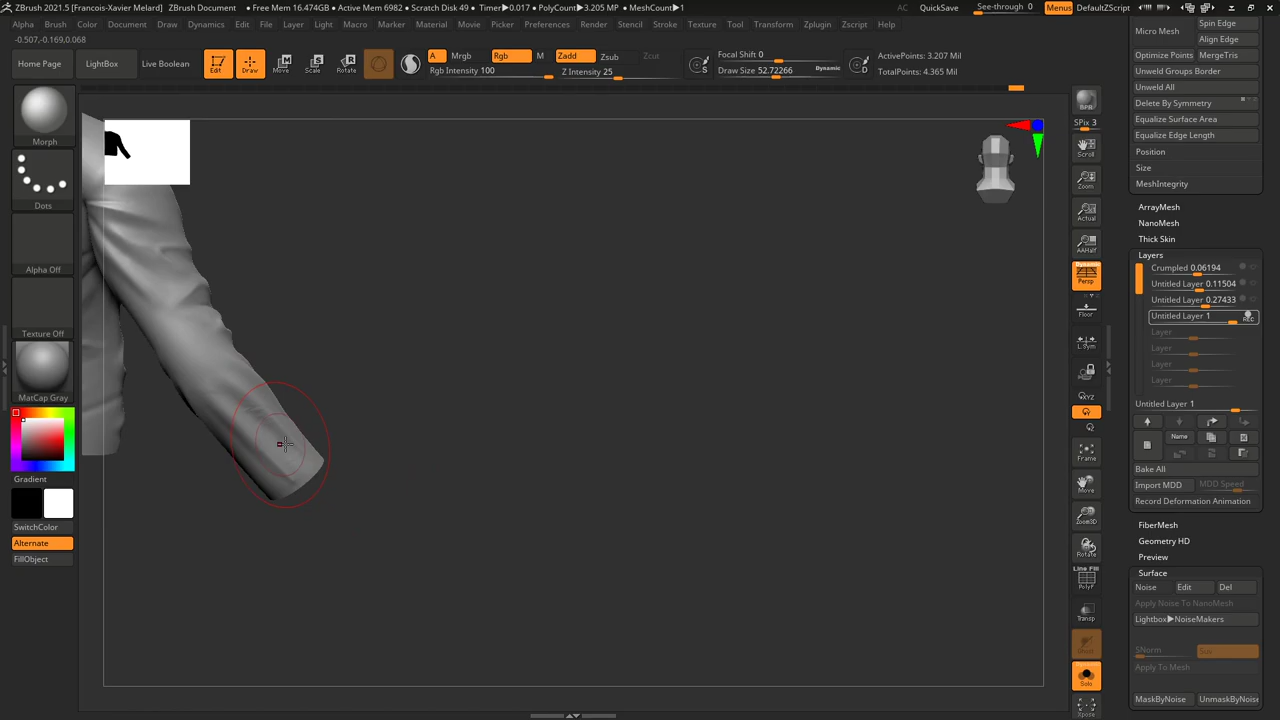 ZBrush 2021.5 [Francois-Xavier Melard] ZBrush Document • Free Mem 16.474GB • Active Mem 6982 • Scratch Disk 49 • Timer▶0.017 • PolyCount▶3.205 MP • MeshCount▶1 AC QuickSave See-through 0 Menus DefaultZScript
Alpha Brush Color Document Draw Dynamics Edit File Layer Light Macro Marker Material Movie Picker Preferences Render Stencil Stroke Texture Tool Transform Zplugin Zscript Help
-0.507,-0.169,0.068
Home Page LightBox Live Boolean Edit Draw Move Scale Rotate
A Mrgb Rgb M Zadd Zsub Zcut
Rgb Intensity 100 Z Intensity 25
Focal Shift 0
Draw Size 52.72266 Dynamic
S D
ActivePoints: 3.207 Mil
TotalPoints: 4.365 Mil
Morph
Dots
Alpha Off
Texture Off
MatCap Gray
Gradient
SwitchColor
Alternate
FillObject
BPR
SPix 3
Scroll
Zoom
Actual
AAHalf
Dynamic
Persp
Floor
L.Sym
XYZ
Y
Z
Frame
Move
Zoom3D
Rotate
Line Fill
PolyF
Transp
Ghost
Dynamic
Solo
Xpose
Spin Edge
Micro Mesh Align Edge
Optimize Points MergeTris
Unweld Groups Border
Unweld All
Delete By Symmetry
Equalize Surface Area
Equalize Edge Length
Position
Size
MeshIntegrity
ArrayMesh
NanoMesh
Thick Skin
Layers
Crumpled 0.06194
Untitled Layer 0.11504
Untitled Layer 0.27433
Untitled Layer 1 REC
Layer
Layer
Layer
Layer
Untitled Layer 1
Name
Bake All
Import MDD MDD Speed
Record Deformation Animation
FiberMesh
Geometry HD
Preview
Surface
Noise Edit Del
Apply Noise To NanoMesh
Lightbox▶NoiseMakers
SNorm Suv
Apply To Mesh
MaskByNoise UnmaskByNoise